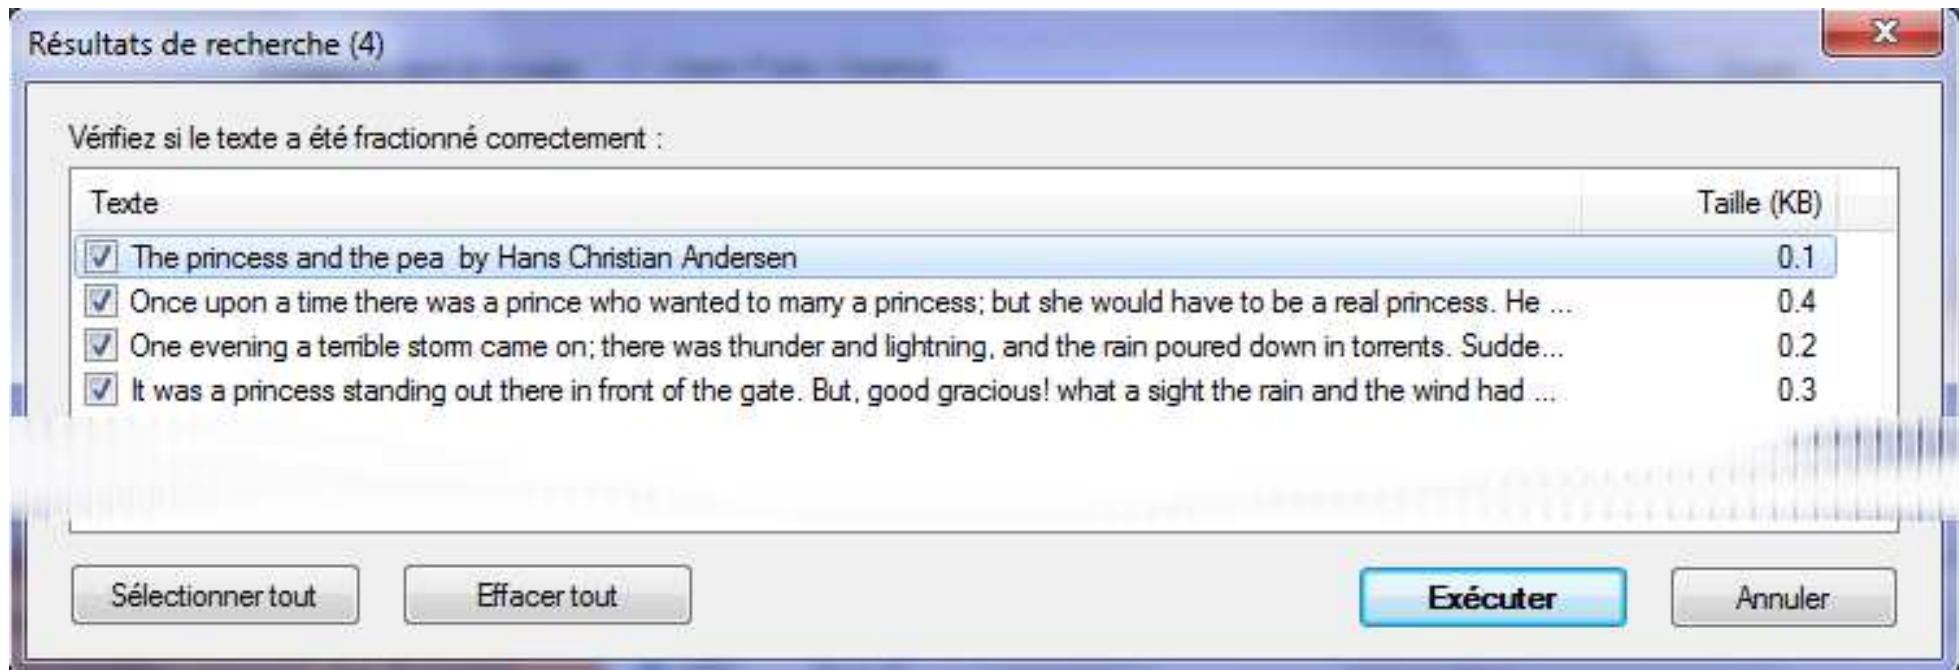 Résultats de recherche (4)
Vérifiez si le texte a été fractionné correctement :
Texte Taille (KB)
The princess and the pea by Hans Christian Andersen 0.1
Once upon a time there was a prince who wanted to marry a princess; but she would have to be a real princess. He ... 0.4
One evening a terrible storm came on; there was thunder and lightning, and the rain poured down in torrents. Sudde... 0.2
It was a princess standing out there in front of the gate. But, good gracious! what a sight the rain and the wind had ... 0.3
Sélectionner tout Effacer tout Exécuter Annuler